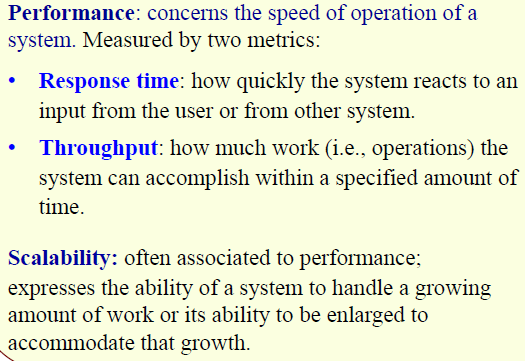 Performance: concerns the speed of operation of a
system. Measured by two metrics:
• Response time: how quickly the system reacts to an
input from the user or from other system.
• Throughput: how much work (i.e., operations) the
system can accomplish within a specified amount of
time.
Scalability: often associated to performance;
expresses the ability of a system to handle a growing
amount of work or its ability to be enlarged to
accommodate that growth.